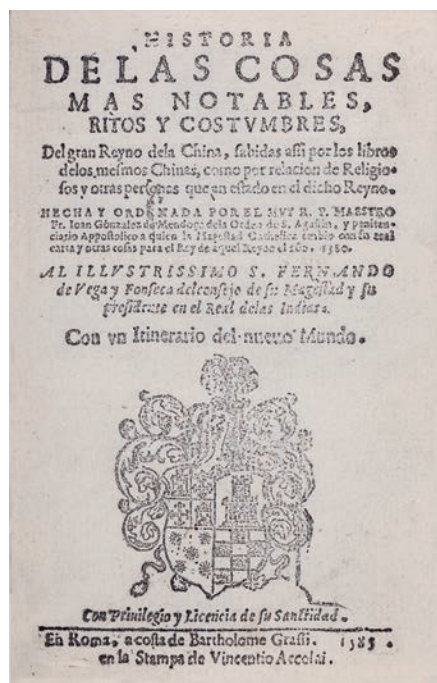 HISTORIA
DE LAS COSAS
MAS NOTABLES,
RITOS Y COSTVMBRES,
Del gran Reyno dela China, sabidas assi por los libros
delos mesmos Chinas, como por relacion de Religio-
sos y otras personas que an estado en el dicho Reyno.
HECHA Y ORDENADA POR EL MVY R. P. MAESTRO
Fr. Ioan Gonzalez de Mendoça dela Orden de S. Agustin, y peniten-
ciario Appostolico a quien la Magestad Catholica embio con su real
carta y otras cosas para el Rey de aquel Reyno el año. 1580.
AL ILLVSTRISSIMO S. FERNANDO
de Vega y Fonseca del consejo de su Magestad y su
presidente en el Real delas Indias.
Con vn Itinerario del nueuo Mundo.
Con Priuilegio y Licencia de su Sanctidad.
En Roma, a costa de Bartholome Grassi. 1585.
en la Stampa de Vincentio Accolti.